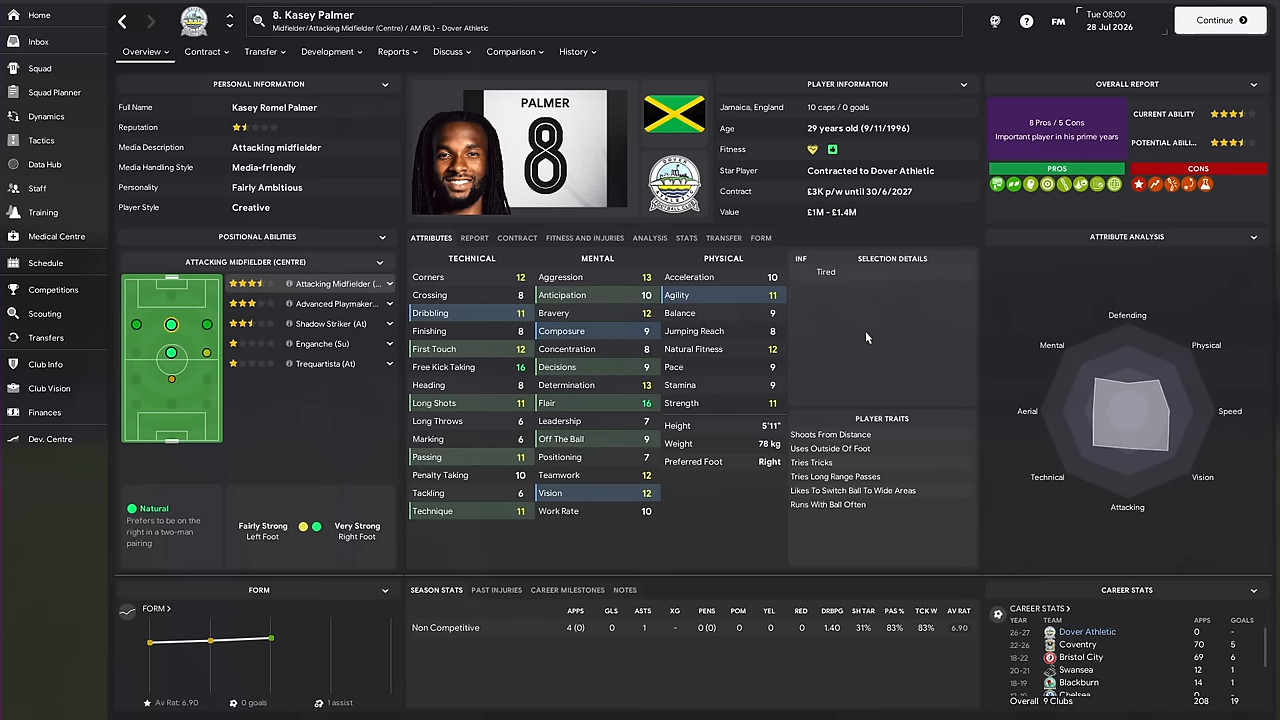 Home
Inbox
Squad
Squad Planner
Dynamics
Tactics
Data Hub
Staff
Training
Medical Centre
Schedule
Competitions
Scouting
Transfers
Club Info
Club Vision
Finances
Dev. Centre
8. Kasey Palmer
Midfielder/Attacking Midfielder (Centre) / AM (RL) - Dover Athletic
FM
Tue 08:00
28 Jul 2026
Continue
Overview
Contract
Transfer
Development
Reports
Discuss
Comparison
History
PERSONAL INFORMATION
Full Name Kasey Remel Palmer
Reputation
Media Description Attacking midfielder
Media Handling Style Media-friendly
Personality Fairly Ambitious
Player Style Creative
PALMER
8
PLAYER INFORMATION
Jamaica, England 10 caps / 0 goals
Age 29 years old (9/11/1996)
Fitness
Star Player Contracted to Dover Athletic
Contract £3K p/w until 30/6/2027
Value £1M - £1.4M
OVERALL REPORT
8 Pros / 5 Cons
Important player in his prime years
CURRENT ABILITY
POTENTIAL ABILI...
PROS CONS
POSITIONAL ABILITIES
ATTACKING MIDFIELDER (CENTRE)
Attacking Midfielder (...
Advanced Playmaker...
Shadow Striker (At)
Enganche (Su)
Trequartista (At)
Natural
Prefers to be on the
right in a two-man
pairing
Fairly Strong
Left Foot
Very Strong
Right Foot
ATTRIBUTES REPORT CONTRACT FITNESS AND INJURIES ANALYSIS STATS TRANSFER FORM
TECHNICAL
Corners 12
Crossing 8
Dribbling 11
Finishing 8
First Touch 12
Free Kick Taking 16
Heading 8
Long Shots 11
Long Throws 6
Marking 6
Passing 11
Penalty Taking 10
Tackling 6
Technique 11
MENTAL
Aggression 13
Anticipation 10
Bravery 12
Composure 9
Concentration 8
Decisions 9
Determination 13
Flair 16
Leadership 7
Off The Ball 9
Positioning 7
Teamwork 12
Vision 12
Work Rate 10
PHYSICAL
Acceleration 10
Agility 11
Balance 9
Jumping Reach 8
Natural Fitness 12
Pace 9
Stamina 9
Strength 11
Height 5'11"
Weight 78 kg
Preferred Foot Right
INF SELECTION DETAILS
Tired
PLAYER TRAITS
Shoots From Distance
Uses Outside Of Foot
Tries Tricks
Tries Long Range Passes
Likes To Switch Ball To Wide Areas
Runs With Ball Often
ATTRIBUTE ANALYSIS
Defending
Mental Physical
Aerial Speed
Technical Vision
Attacking
FORM
FORM
Av Rat: 6.90 0 goals 1 assist
SEASON STATS PAST INJURIES CAREER MILESTONES NOTES
APPS GLS ASTS XG PENS POM YEL RED DRBPG SH TAR PAS % TCK W AV RAT
Non Competitive 4 (0) 0 1 - 0 (0) 0 0 0 1.40 31% 83% 83% 6.90
CAREER STATS
CAREER STATS
YEAR TEAM APPS GOALS
26-27 Dover Athletic 0 -
22-26 Coventry 70 5
18-22 Bristol City 69 6
20-21 Swansea 12 1
18-19 Blackburn 14 1
Chelsea
Overall 9 Clubs 208 19